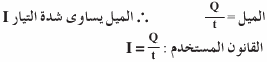 الميل = Q/t ∴ الميل يساوى شدة التيار I
القانون المستخدم : I = Q/t